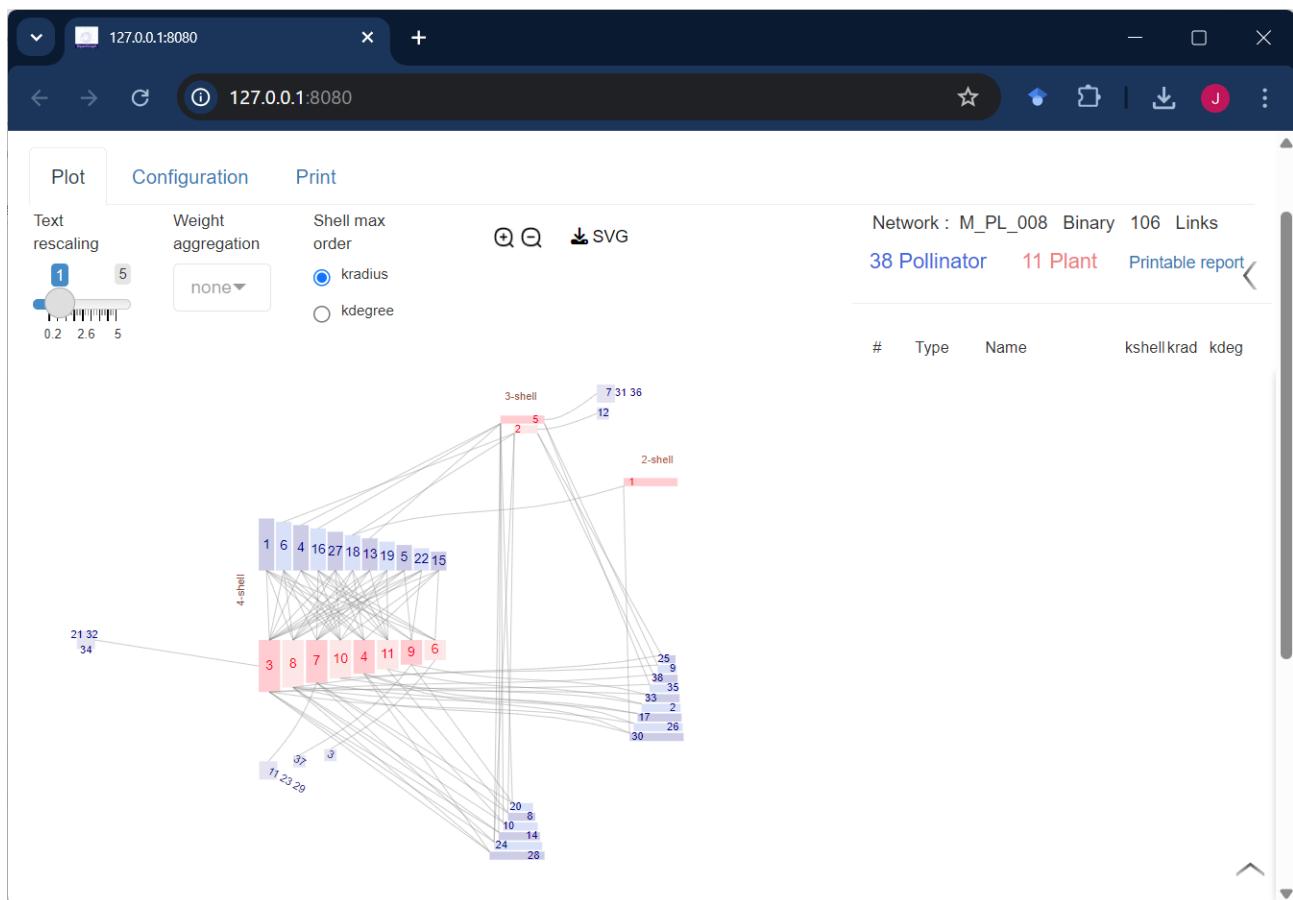 127.0.0.1:8080
127.0.0.1:8080
J
Plot Configuration Print
Text rescaling
1 5
0.2 2.6 5
Weight aggregation
none
Shell max order
kradius
kdegree
SVG
Network : M_PL_008 Binary 106 Links
38 Pollinator 11 Plant Printable report
# Type Name kshell krad kdeg
3-shell
7 31 36
12
5
2
2-shell
1
1 6 4 16 27 18 13 19 5 22 15
4-shell
21 32
34
3 8 7 10 4 11 9 6
25
9
38
35
33
2
17
26
30
37
3
11 23 29
20
8
10
14
24
28